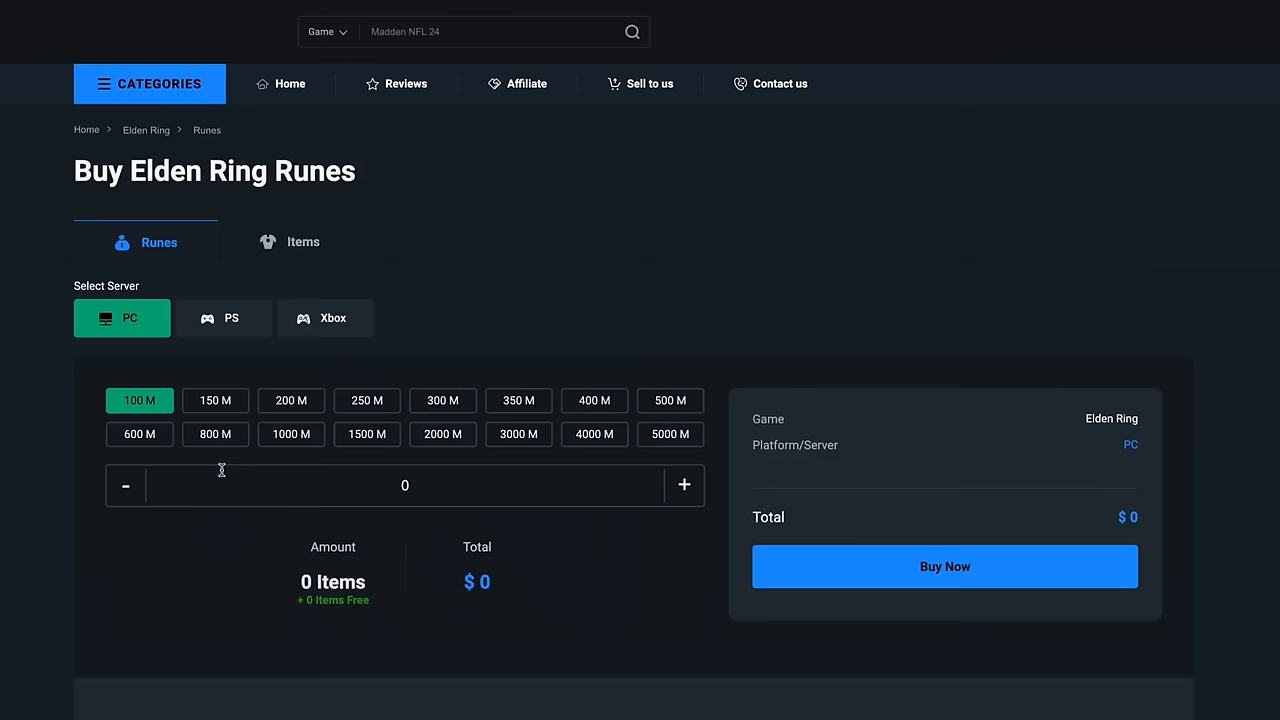 Game Madden NFL 24
CATEGORIES Home Reviews Affiliate Sell to us Contact us
Home > Elden Ring > Runes
Buy Elden Ring Runes
Runes Items
Select Server
PC PS Xbox
100 M 150 M 200 M 250 M 300 M 350 M 400 M 500 M
600 M 800 M 1000 M 1500 M 2000 M 3000 M 4000 M 5000 M
- 0 +
Amount Total
0 Items $ 0
+ 0 Items Free
Game Elden Ring
Platform/Server PC
Total $ 0
Buy Now